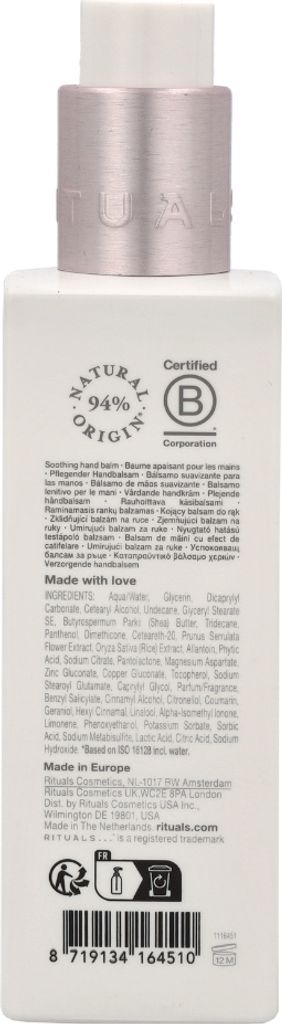 RITUALS
NATURAL
94%
ORIGIN*
Certified
B
Corporation
Soothing hand balm · Baume apaisant pour les mains
· Pflegender Handbalsam · Bálsamo suavizante para
las manos · Bálsamo de mãos suavizante · Balsamo
lenitivo per le mani · Vårdande handkräm · Plejende
håndbalsam · Rauhoittava käsibalsami ·
Raminamasis rankų balzamas · Kojący balsam do rąk
· Zklidňující balzám na ruce · Zjemňujúci balzam na
ruky · Umirujući balzam za ruke · Nyugtató hatású
testápoló balzsam · Balsam de mâini cu efect de
catifelare · Umirujući balzam za ruke · Успокояващ
балсам за ръце · Καταπραϋντικό βάλσαμο χεριών ·
Verzorgende handbalsem
Made with love
INGREDIENTS: Aqua/Water, Glycerin, Dicaprylyl
Carbonate, Cetearyl Alcohol, Undecane, Glyceryl Stearate
SE, Butyrospermum Parkii (Shea) Butter, Tridecane,
Panthenol, Dimethicone, Ceteareth-20, Prunus Serrulata
Flower Extract, Oryza Sativa (Rice) Extract, Allantoin, Phytic
Acid, Sodium Citrate, Pantolactone, Magnesium Aspartate,
Zinc Gluconate, Copper Gluconate, Tocopherol, Sodium
Stearoyl Glutamate, Caprylyl Glycol, Parfum/Fragrance,
Benzyl Salicylate, Cinnamyl Alcohol, Citronellol, Coumarin,
Geraniol, Hexyl Cinnamal, Linalool, Alpha-Isomethyl Ionone,
Limonene, Phenoxyethanol, Potassium Sorbate, Sorbic
Acid, Sodium Metabisulfite, Lactic Acid, Citric Acid, Sodium
Hydroxide. *Based on ISO 16128 incl. water.
Made in Europe
Rituals Cosmetics, NL-1017 RW Amsterdam
Rituals Cosmetics UK, WC2E 8PA London
Dist. by Rituals Cosmetics USA Inc.,
Wilmington DE 19801, USA
Made in The Netherlands. rituals.com
RITUALS... is a registered trademark
FR
1116451
12M
8 719134 164510